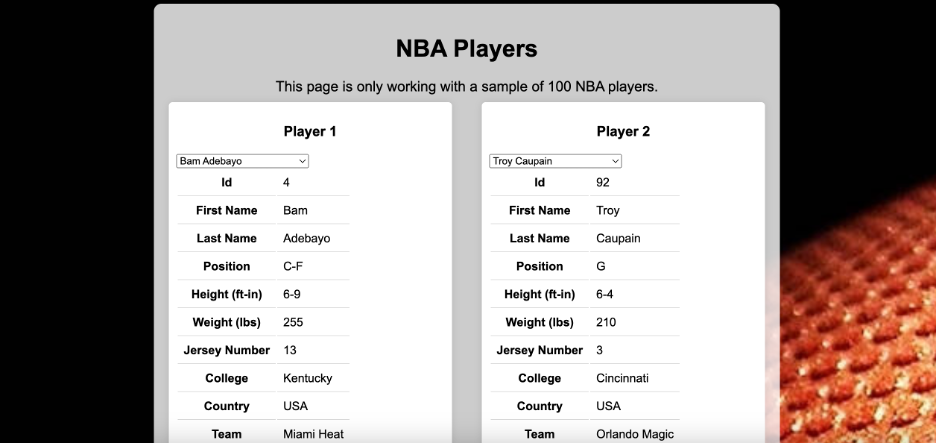 NBA Players
This page is only working with a sample of 100 NBA players.
Player 1
Bam Adebayo
Id 4
First Name Bam
Last Name Adebayo
Position C-F
Height (ft-in) 6-9
Weight (lbs) 255
Jersey Number 13
College Kentucky
Country USA
Team Miami Heat
Player 2
Troy Caupain
Id 92
First Name Troy
Last Name Caupain
Position G
Height (ft-in) 6-4
Weight (lbs) 210
Jersey Number 3
College Cincinnati
Country USA
Team Orlando Magic